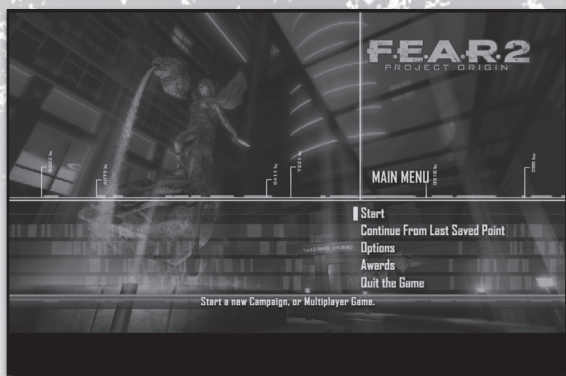 F.E.A.R.2
PROJECT ORIGIN
MAIN MENU
Start
Continue From Last Saved Point
Options
Awards
Quit the Game
Start a new Campaign, or Multiplayer Game.